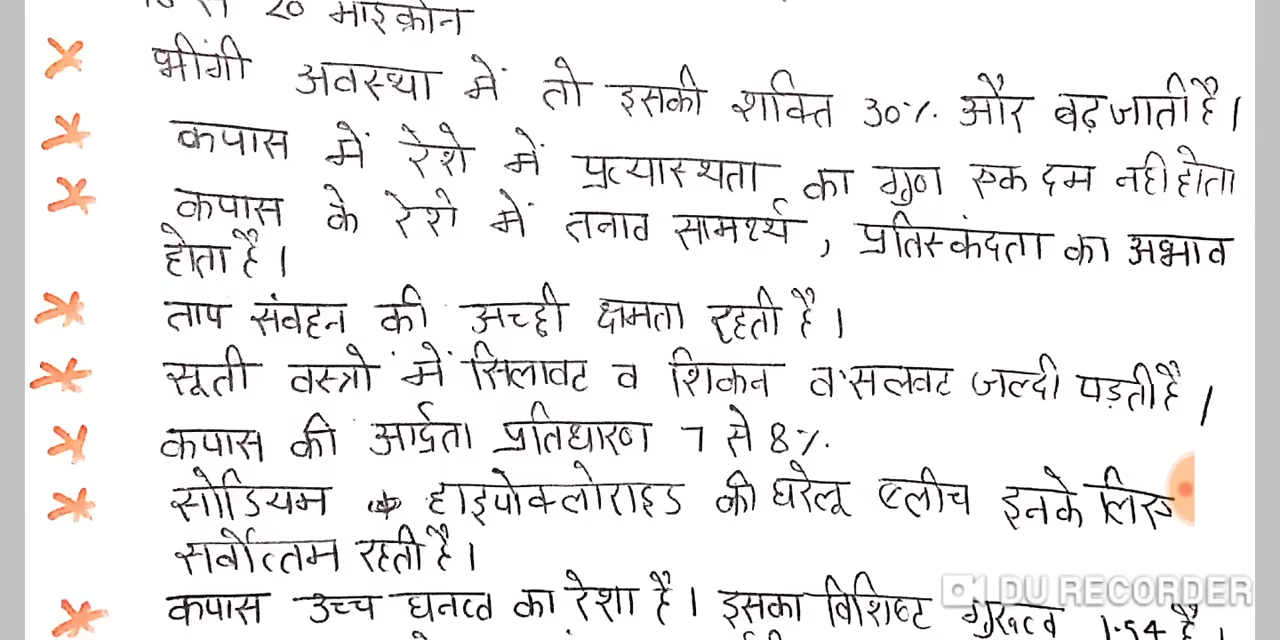 से 20 माइक्रोन
भीगी अवस्था में तो इसकी शक्ति 30% और बढ़ जाती है।
कपास में रेशे में प्रत्यास्थता का गुण एक दम नही होता
कपास के रेशे में तनाव सामर्थ्य, प्रतिस्कंदता का अभाव
होता है।
ताप संवहन की अच्छी क्षमता रहती है।
सूती वस्त्रों में सिलावट व शिकन व सलवट जल्दी पड़ती है।
कपास की आर्द्रता प्रतिधारण 7 से 8%.
सोडियम हाइपोक्लोराइड की घरेलू ब्लीच इनके लिए
सर्वोत्तम रहती है।
कपास उच्च घनत्व का रेशा है। इसका विशिष्ट गुरूत्व 1.54 है।
DU RECORDER